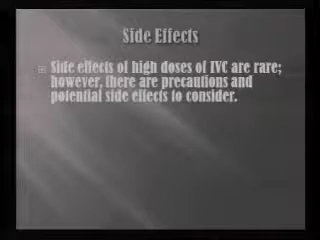 Side Effects
Side effects of high doses of IVC are rare;
however, there are precautions and
potential side effects to consider.